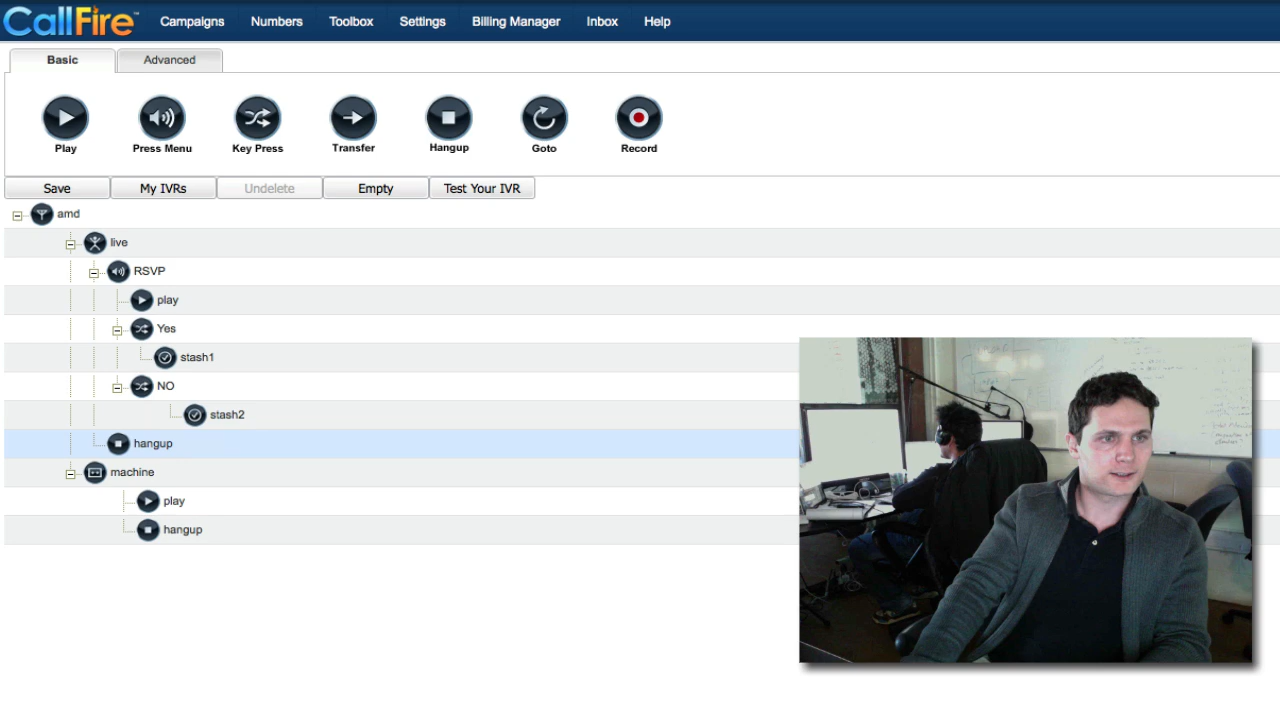 CallFire™ Campaigns Numbers Toolbox Settings Billing Manager Inbox Help
Basic Advanced
Play Press Menu Key Press Transfer Hangup Goto Record
Save My IVRs Undelete Empty Test Your IVR
amd
live
RSVP
play
Yes
stash1
NO
stash2
hangup
machine
play
hangup